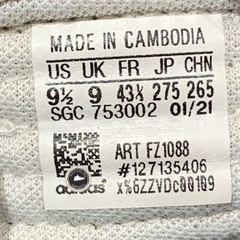 MADE IN CAMBODIA
US UK FR JP CHN
9½ 9 43⅓ 275 265
SGC 753002 01/21
ART FZ1088
#127135406
adidas x%6ZZVDc00109